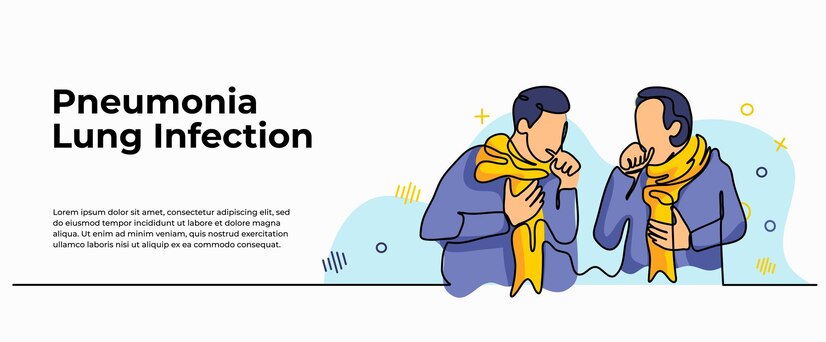 Pneumonia
Lung Infection
Lorem ipsum dolor sit amet, consectetur adipiscing elit, sed
do eiusmod tempor incididunt ut labore et dolore magna
aliqua. Ut enim ad minim veniam, quis nostrud exercitation
ullamco laboris nisi ut aliquip ex ea commodo consequat.